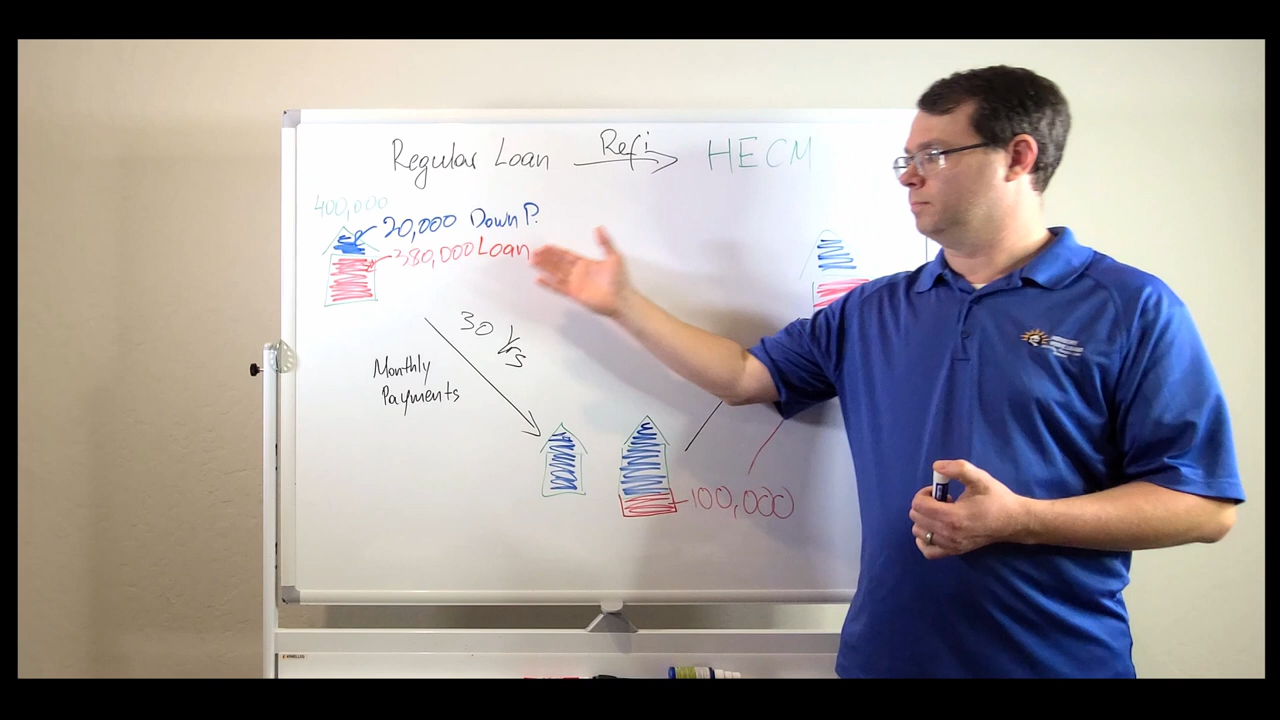 Regular Loan Refi HECM
400,000
20,000 Down P.
380,000 Loan
30 Yrs
Monthly
Payments
100,000